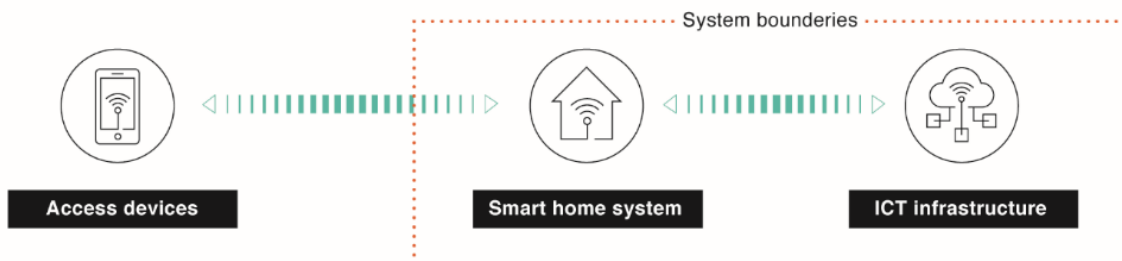 System bounderies
Access devices
Smart home system
ICT infrastructure